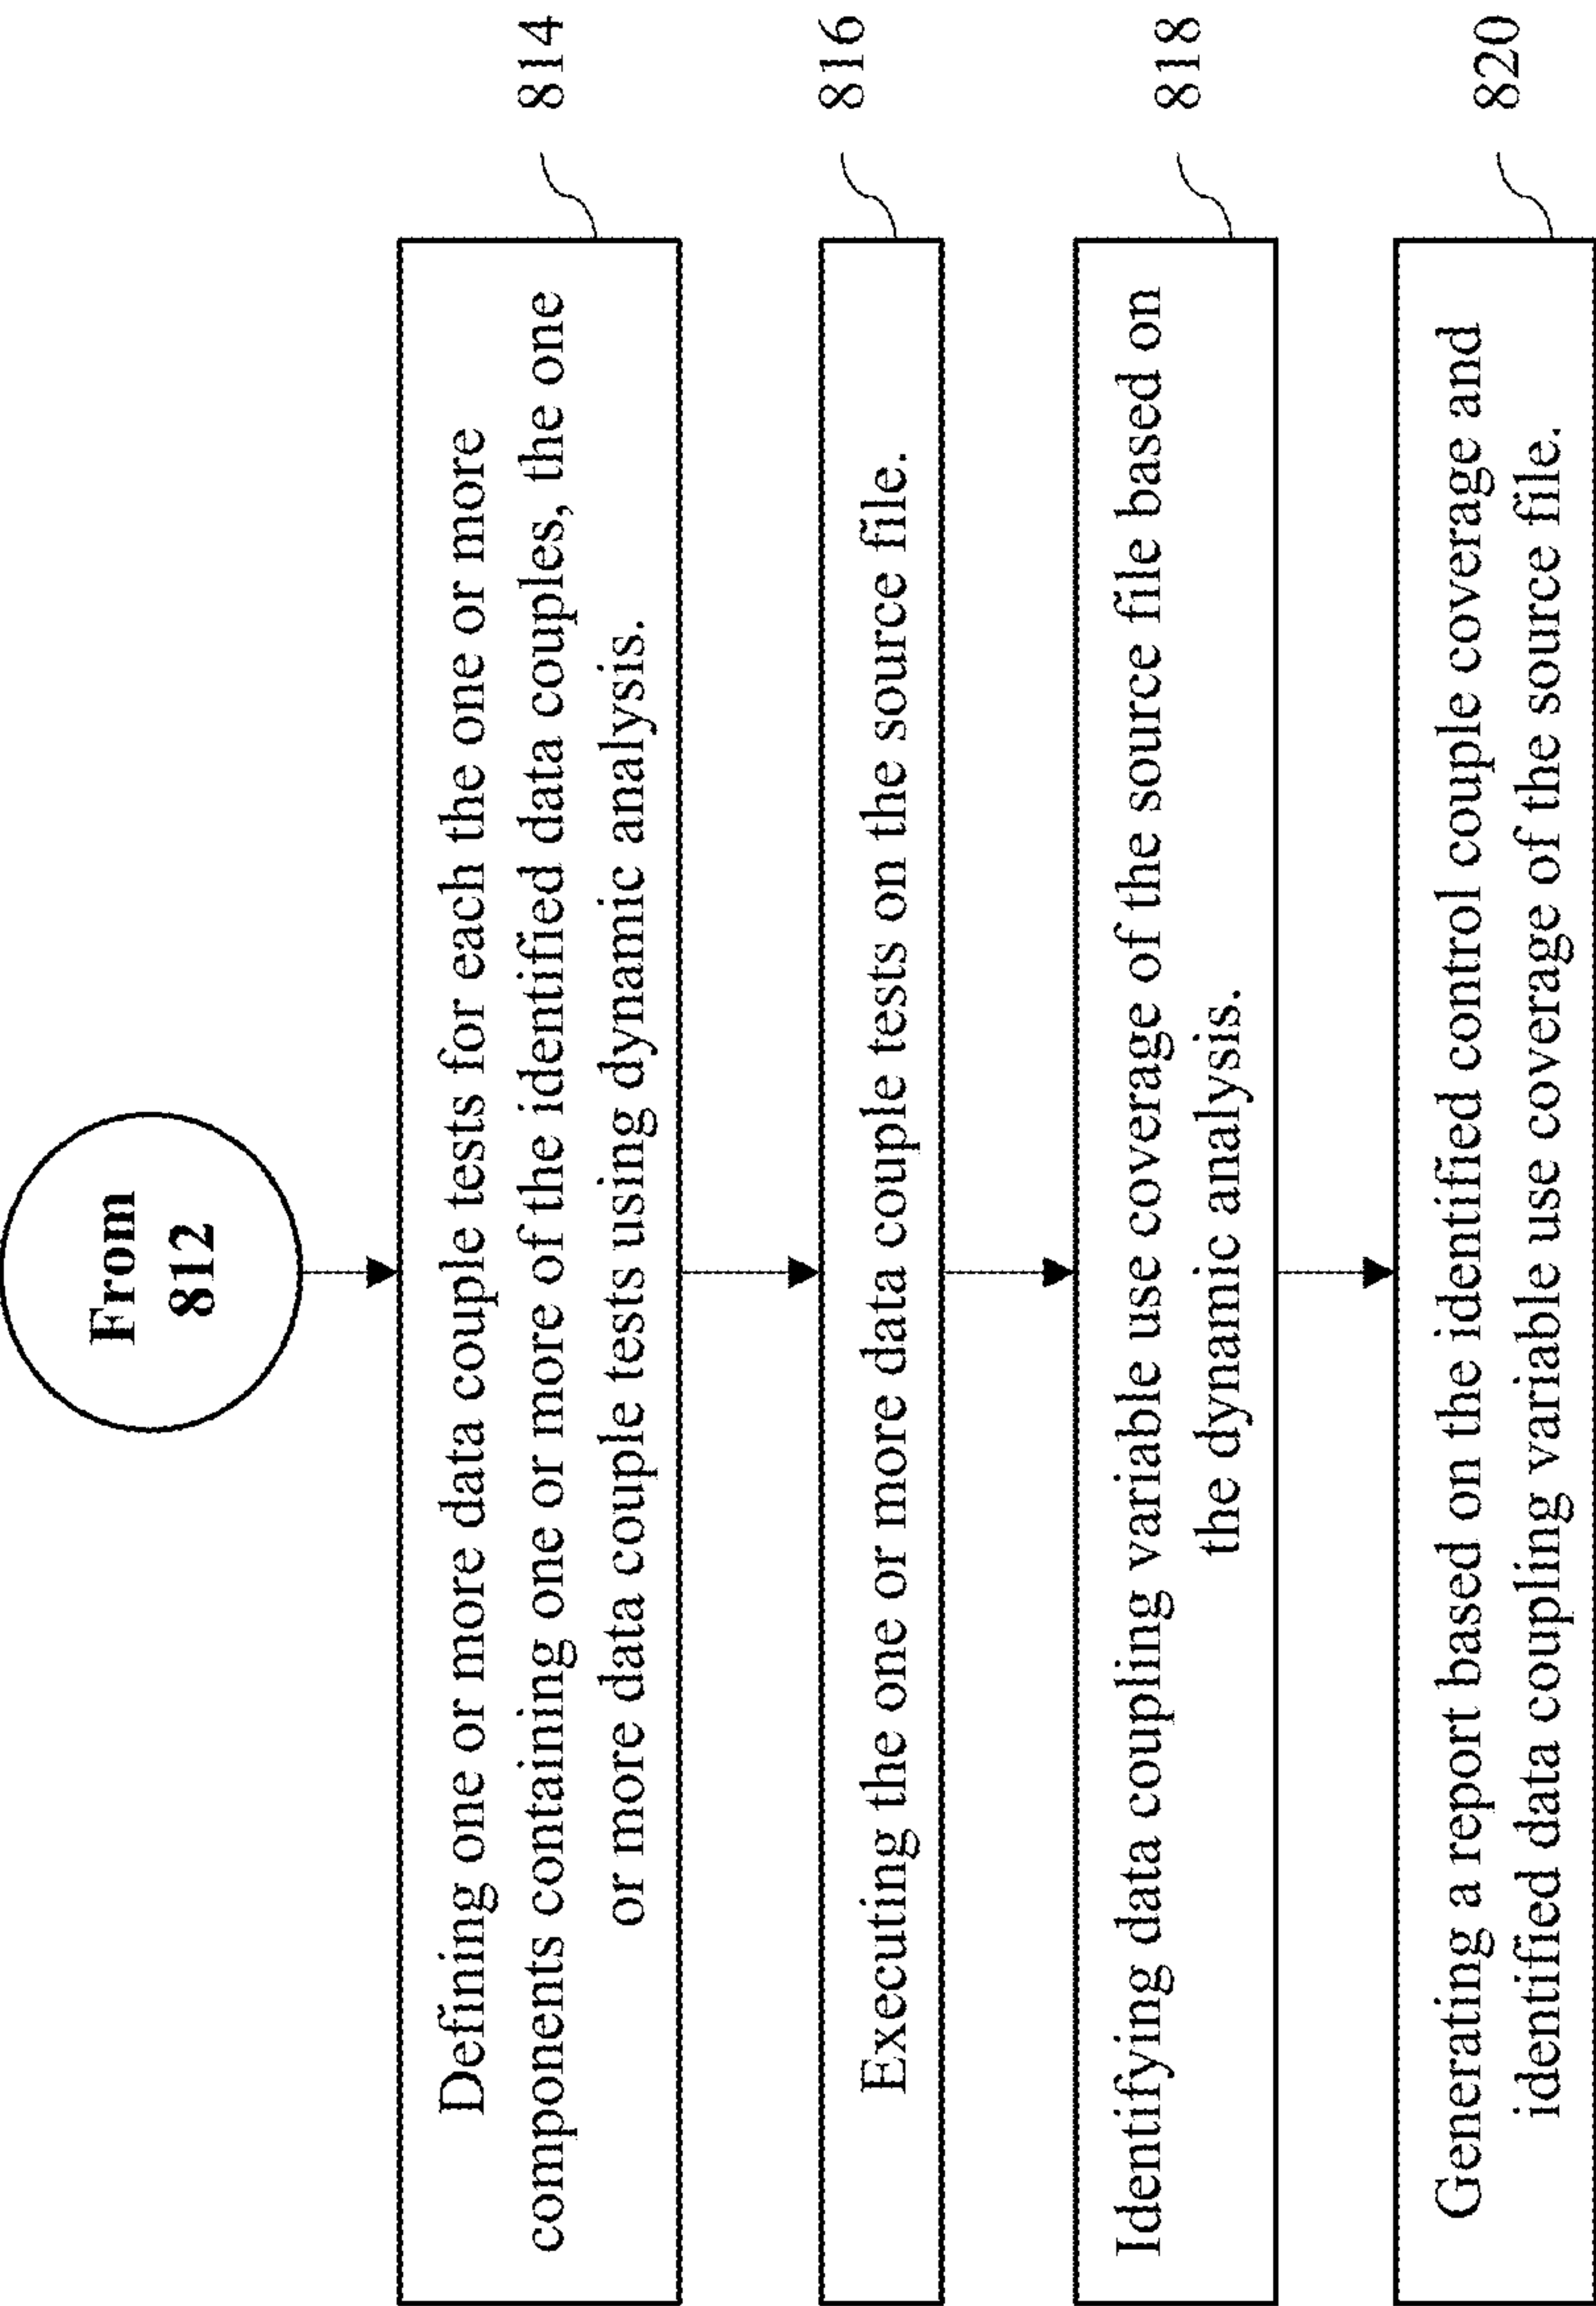 From
812
Defining one or more data couple tests for each the one or more
components containing one or more of the identified data couples, the one
or more data couple tests using dynamic analysis.
814
Executing the one or more data couple tests on the source file.
816
Identifying data coupling variable use coverage of the source file based on
the dynamic analysis.
818
Generating a report based on the identified control couple coverage and
identified data coupling variable use coverage of the source file.
820